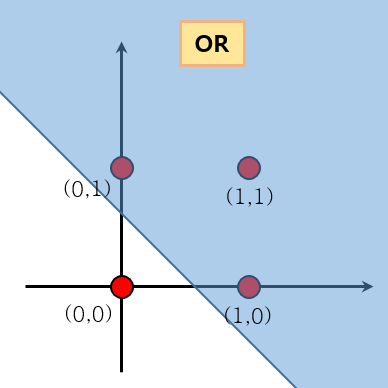 OR
(0,1)
(1,1)
(0,0)
(1,0)